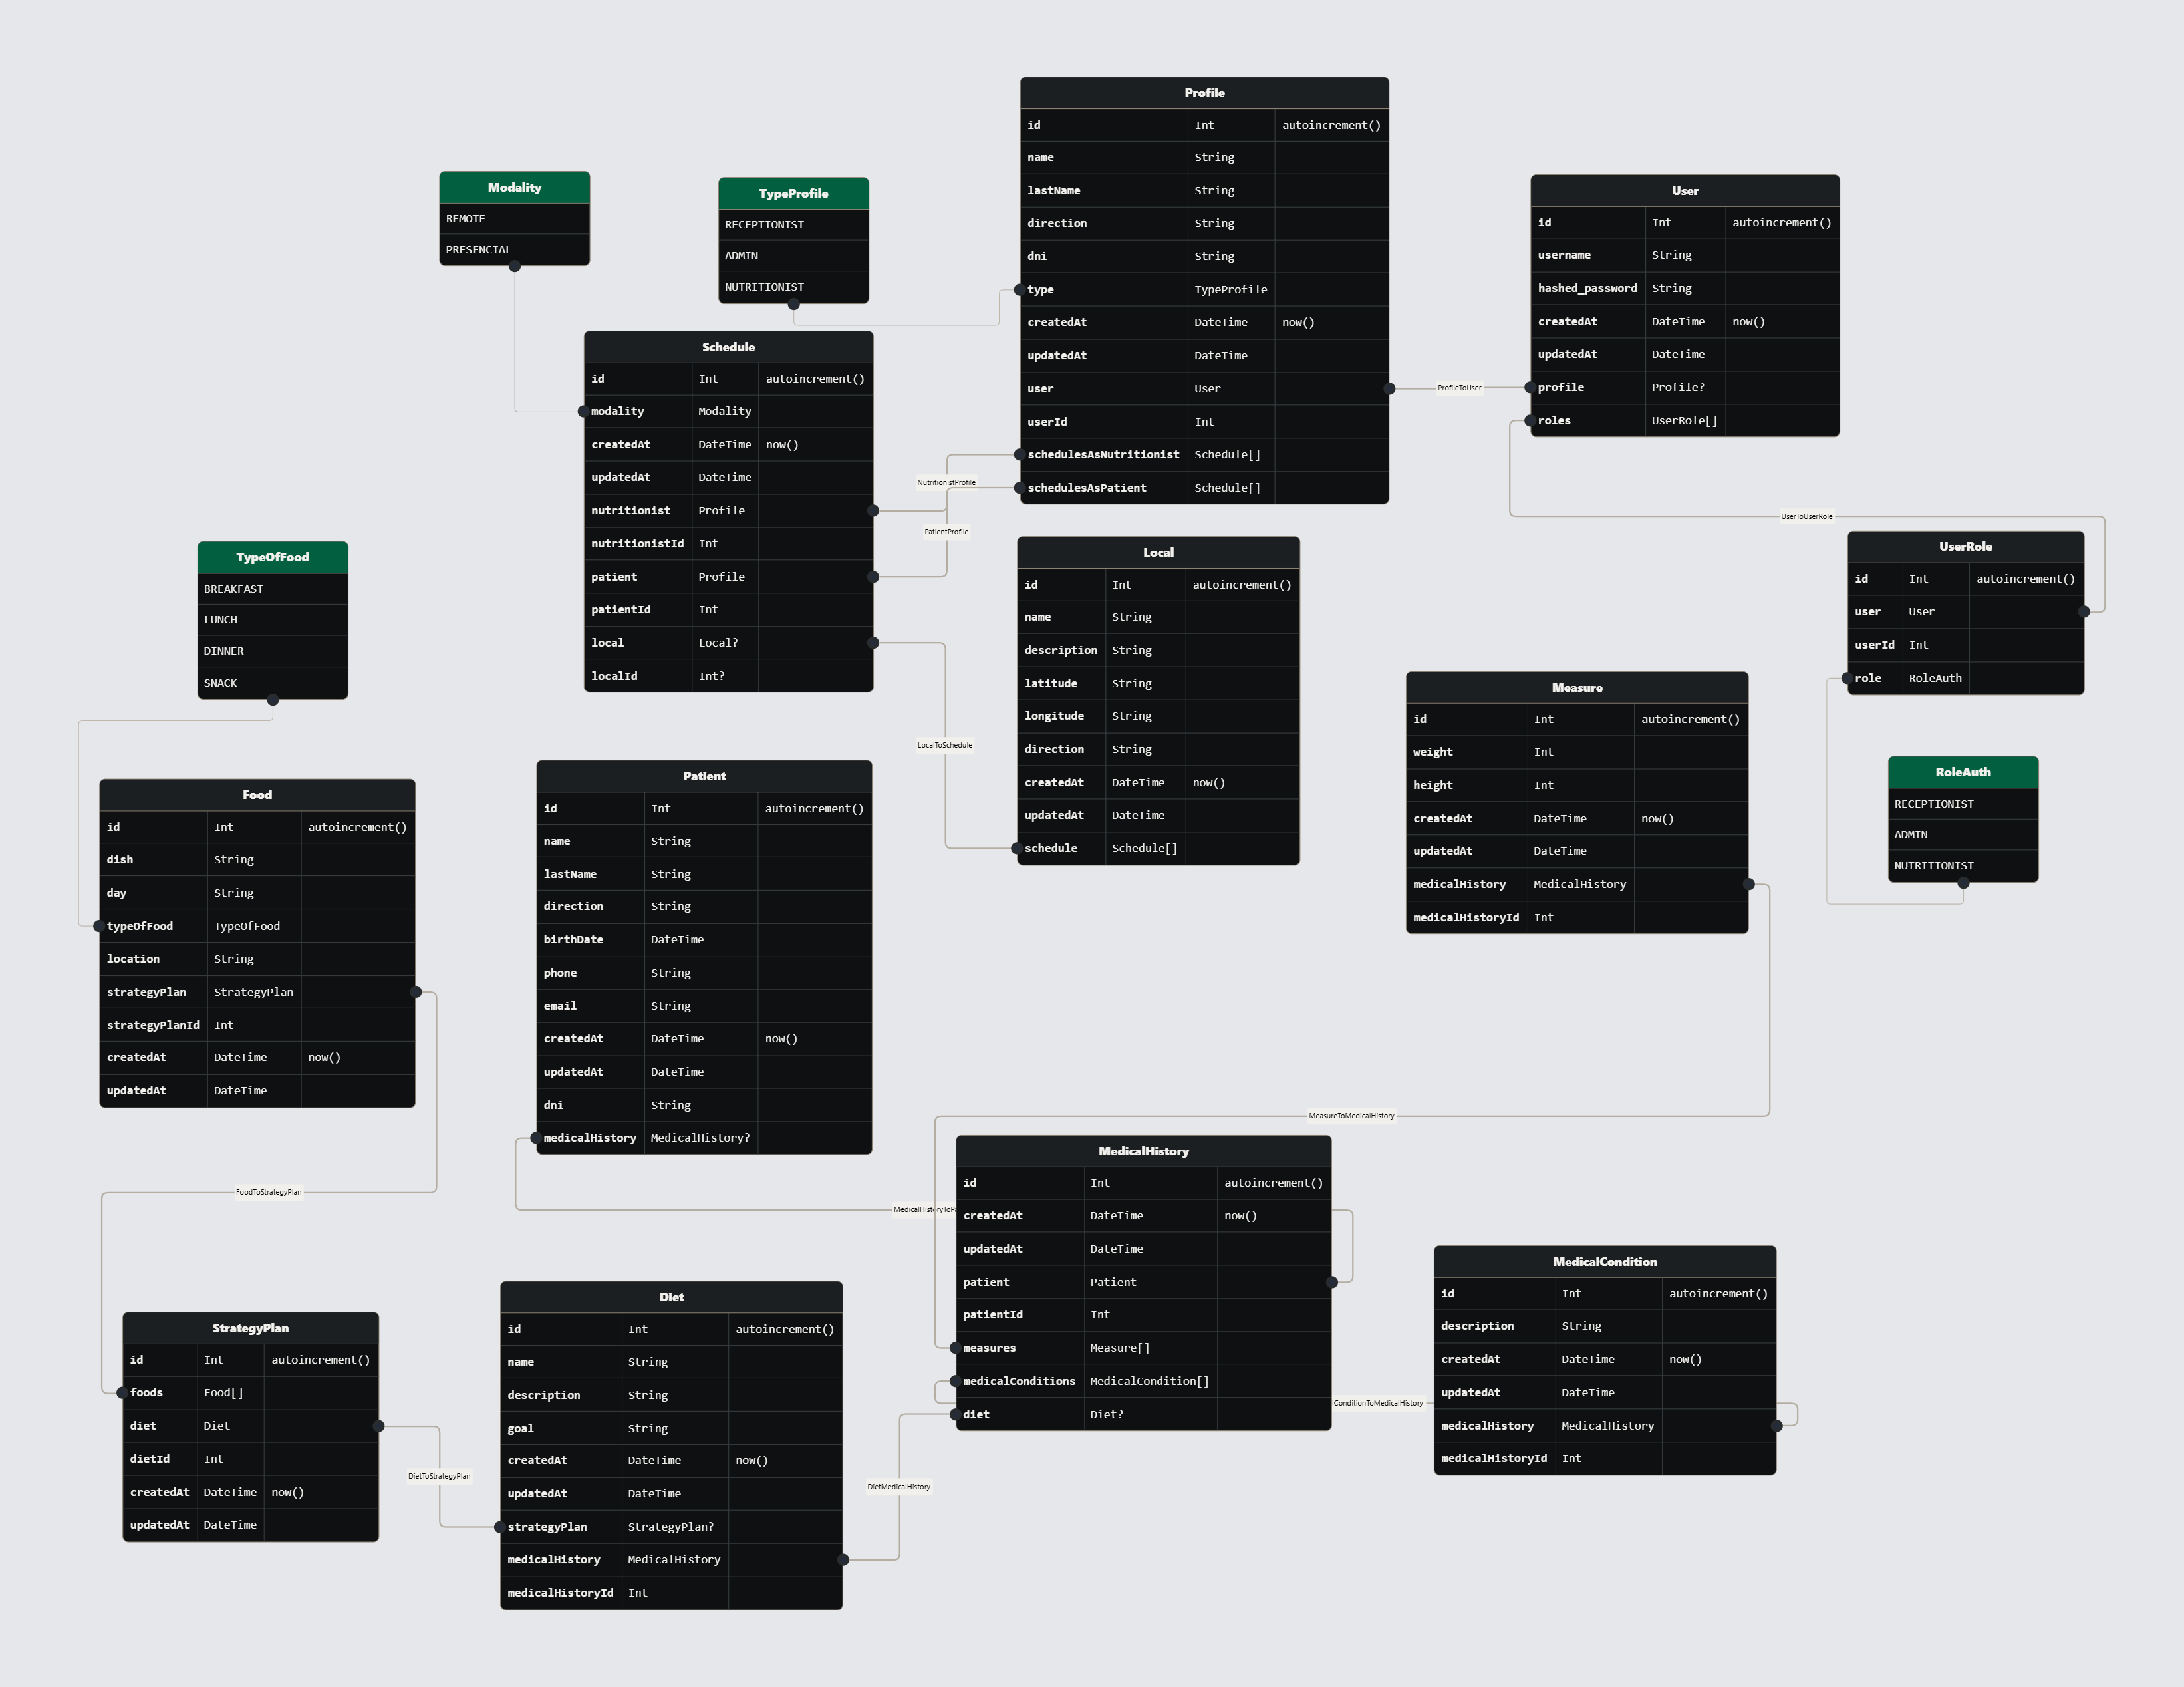 Profile
id Int autoincrement()
name String
lastName String
direction String
dni String
type TypeProfile
createdAt DateTime now()
updatedAt DateTime
user User
userId Int
schedulesAsNutritionist Schedule[]
schedulesAsPatient Schedule[]
Modality
REMOTE
PRESENCIAL
TypeProfile
RECEPTIONIST
ADMIN
NUTRITIONIST
User
id Int autoincrement()
username String
hashed_password String
createdAt DateTime now()
updatedAt DateTime
profile Profile?
roles UserRole[]
ProfileToUser
Schedule
id Int autoincrement()
modality Modality
createdAt DateTime now()
updatedAt DateTime
nutritionist Profile
nutritionistId Int
patient Profile
patientId Int
local Local?
localId Int?
NutritionistProfile
PatientProfile
UserToUserRole
TypeOfFood
BREAKFAST
LUNCH
DINNER
SNACK
Local
id Int autoincrement()
name String
description String
latitude String
longitude String
direction String
createdAt DateTime now()
updatedAt DateTime
schedule Schedule[]
LocalToSchedule
UserRole
id Int autoincrement()
user User
userId Int
role RoleAuth
Measure
id Int autoincrement()
weight Int
height Int
createdAt DateTime now()
updatedAt DateTime
medicalHistory MedicalHistory
medicalHistoryId Int
RoleAuth
RECEPTIONIST
ADMIN
NUTRITIONIST
Food
id Int autoincrement()
dish String
day String
typeOfFood TypeOfFood
location String
strategyPlan StrategyPlan
strategyPlanId Int
createdAt DateTime now()
updatedAt DateTime
Patient
id Int autoincrement()
name String
lastName String
direction String
birthDate DateTime
phone String
email String
createdAt DateTime now()
updatedAt DateTime
dni String
medicalHistory MedicalHistory?
MeasureToMedicalHistory
FoodToStrategyPlan
MedicalHistory
id Int autoincrement()
createdAt DateTime now()
updatedAt DateTime
patient Patient
patientId Int
measures Measure[]
medicalConditions MedicalCondition[]
diet Diet?
MedicalCondition
id Int autoincrement()
description String
createdAt DateTime now()
updatedAt DateTime
medicalHistory MedicalHistory
medicalHistoryId Int
StrategyPlan
id Int autoincrement()
foods Food[]
diet Diet
dietId Int
createdAt DateTime now()
updatedAt DateTime
DietToStrategyPlan
Diet
id Int autoincrement()
name String
description String
goal String
createdAt DateTime now()
updatedAt DateTime
strategyPlan StrategyPlan?
medicalHistory MedicalHistory
medicalHistoryId Int
DietMedicalHistory